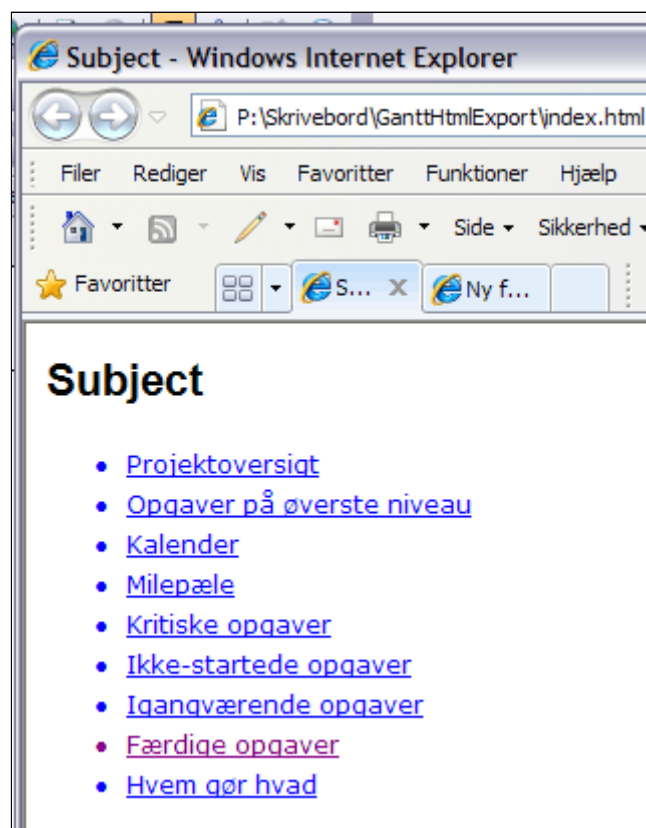 Subject - Windows Internet Explorer
P:\Skrivebord\GanttHtmlExport\index.html
Filer Rediger Vis Favoritter Funktioner Hjælp
Side Sikkerhed
Favoritter S... Ny f...
Subject
Projektoversigt
Opgaver på øverste niveau
Kalender
Milepæle
Kritiske opgaver
Ikke-startede opgaver
Igangværende opgaver
Færdige opgaver
Hvem gør hvad